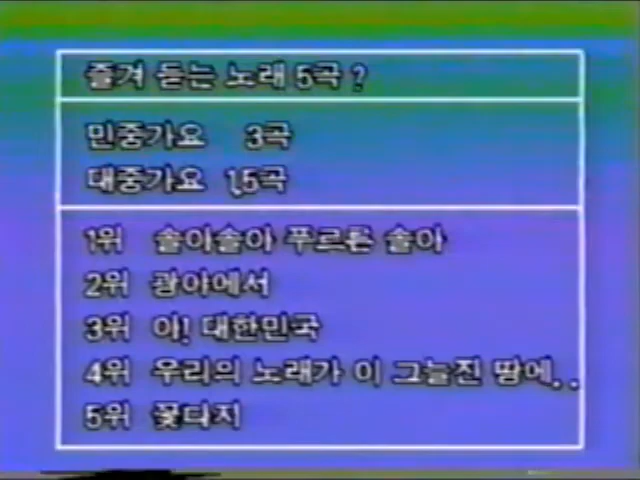 즐겨 듣는 노래 5곡 ?
민중가요 3곡
대중가요 1.5곡
1위 솔아솔아 푸르른 솔아
2위 광야에서
3위 아! 대한민국
4위 우리의 노래가 이 그늘진 땅에..
5위 꽃다지